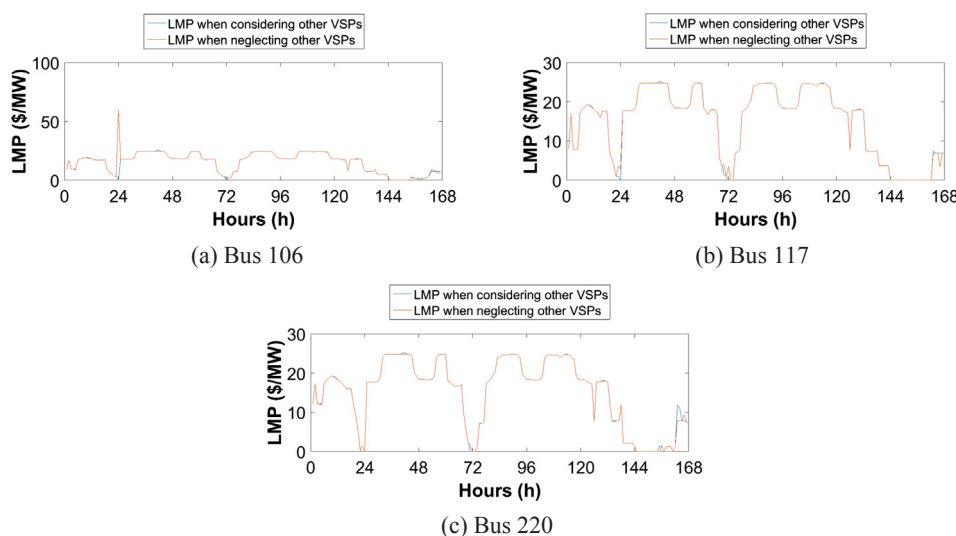 LMP when considering other VSPs
LMP when neglecting other VSPs
100
50
0
LMP ($/MW)
0 24 48 72 96 120 144 168
Hours (h)
(a) Bus 106
LMP when considering other VSPs
LMP when neglecting other VSPs
30
20
10
0
LMP ($/MW)
0 24 48 72 96 120 144 168
Hours (h)
(b) Bus 117
LMP when considering other VSPs
LMP when neglecting other VSPs
30
20
10
0
LMP ($/MW)
0 24 48 72 96 120 144 168
Hours (h)
(c) Bus 220